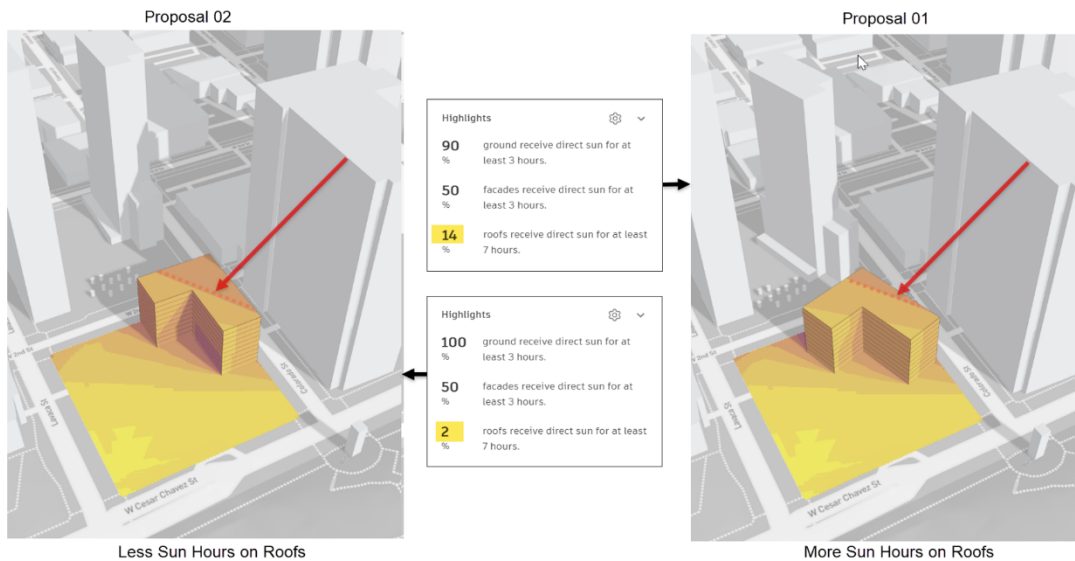 Proposal 02
Proposal 01
Highlights
90
%
ground receive direct sun for at
least 3 hours.
50
%
facades receive direct sun for at
least 3 hours.
14
%
roofs receive direct sun for at least
7 hours.
Highlights
100
%
ground receive direct sun for at
least 3 hours.
50
%
facades receive direct sun for at
least 3 hours.
2
%
roofs receive direct sun for at least
7 hours.
W 2nd St
Lavaca St
Colorado St
W Cesar Chavez St
Lavaca St
Colorado St
W Cesar Chavez St
Less Sun Hours on Roofs
More Sun Hours on Roofs